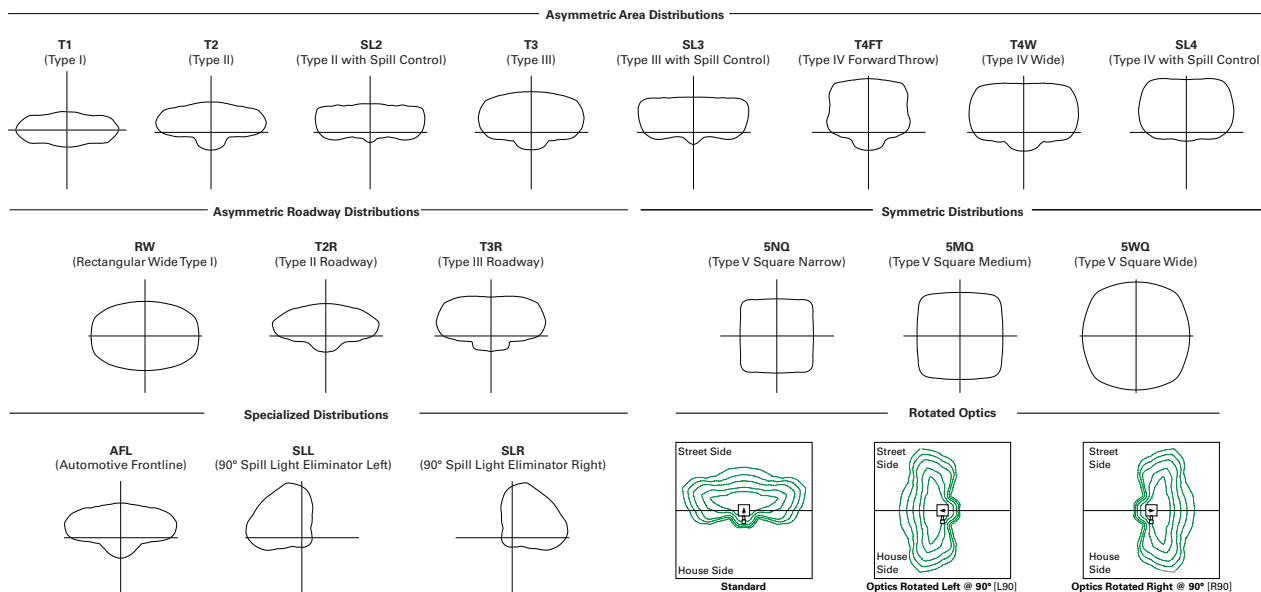 Asymmetric Area Distributions
T1
(Type I)
T2
(Type II)
SL2
(Type II with Spill Control)
T3
(Type III)
SL3
(Type III with Spill Control)
T4FT
(Type IV Forward Throw)
T4W
(Type IV Wide)
SL4
(Type IV with Spill Control)
Asymmetric Roadway Distributions
RW
(Rectangular Wide Type I)
T2R
(Type II Roadway)
T3R
(Type III Roadway)
Symmetric Distributions
5NQ
(Type V Square Narrow)
5MQ
(Type V Square Medium)
5WQ
(Type V Square Wide)
Specialized Distributions
AFL
(Automotive Frontline)
SLL
(90° Spill Light Eliminator Left)
SLR
(90° Spill Light Eliminator Right)
Rotated Optics
Street Side
House Side
Standard
Street
Side
House
Side
Optics Rotated Left @ 90° [L90]
Street
Side
House
Side
Optics Rotated Right @ 90° [R90]